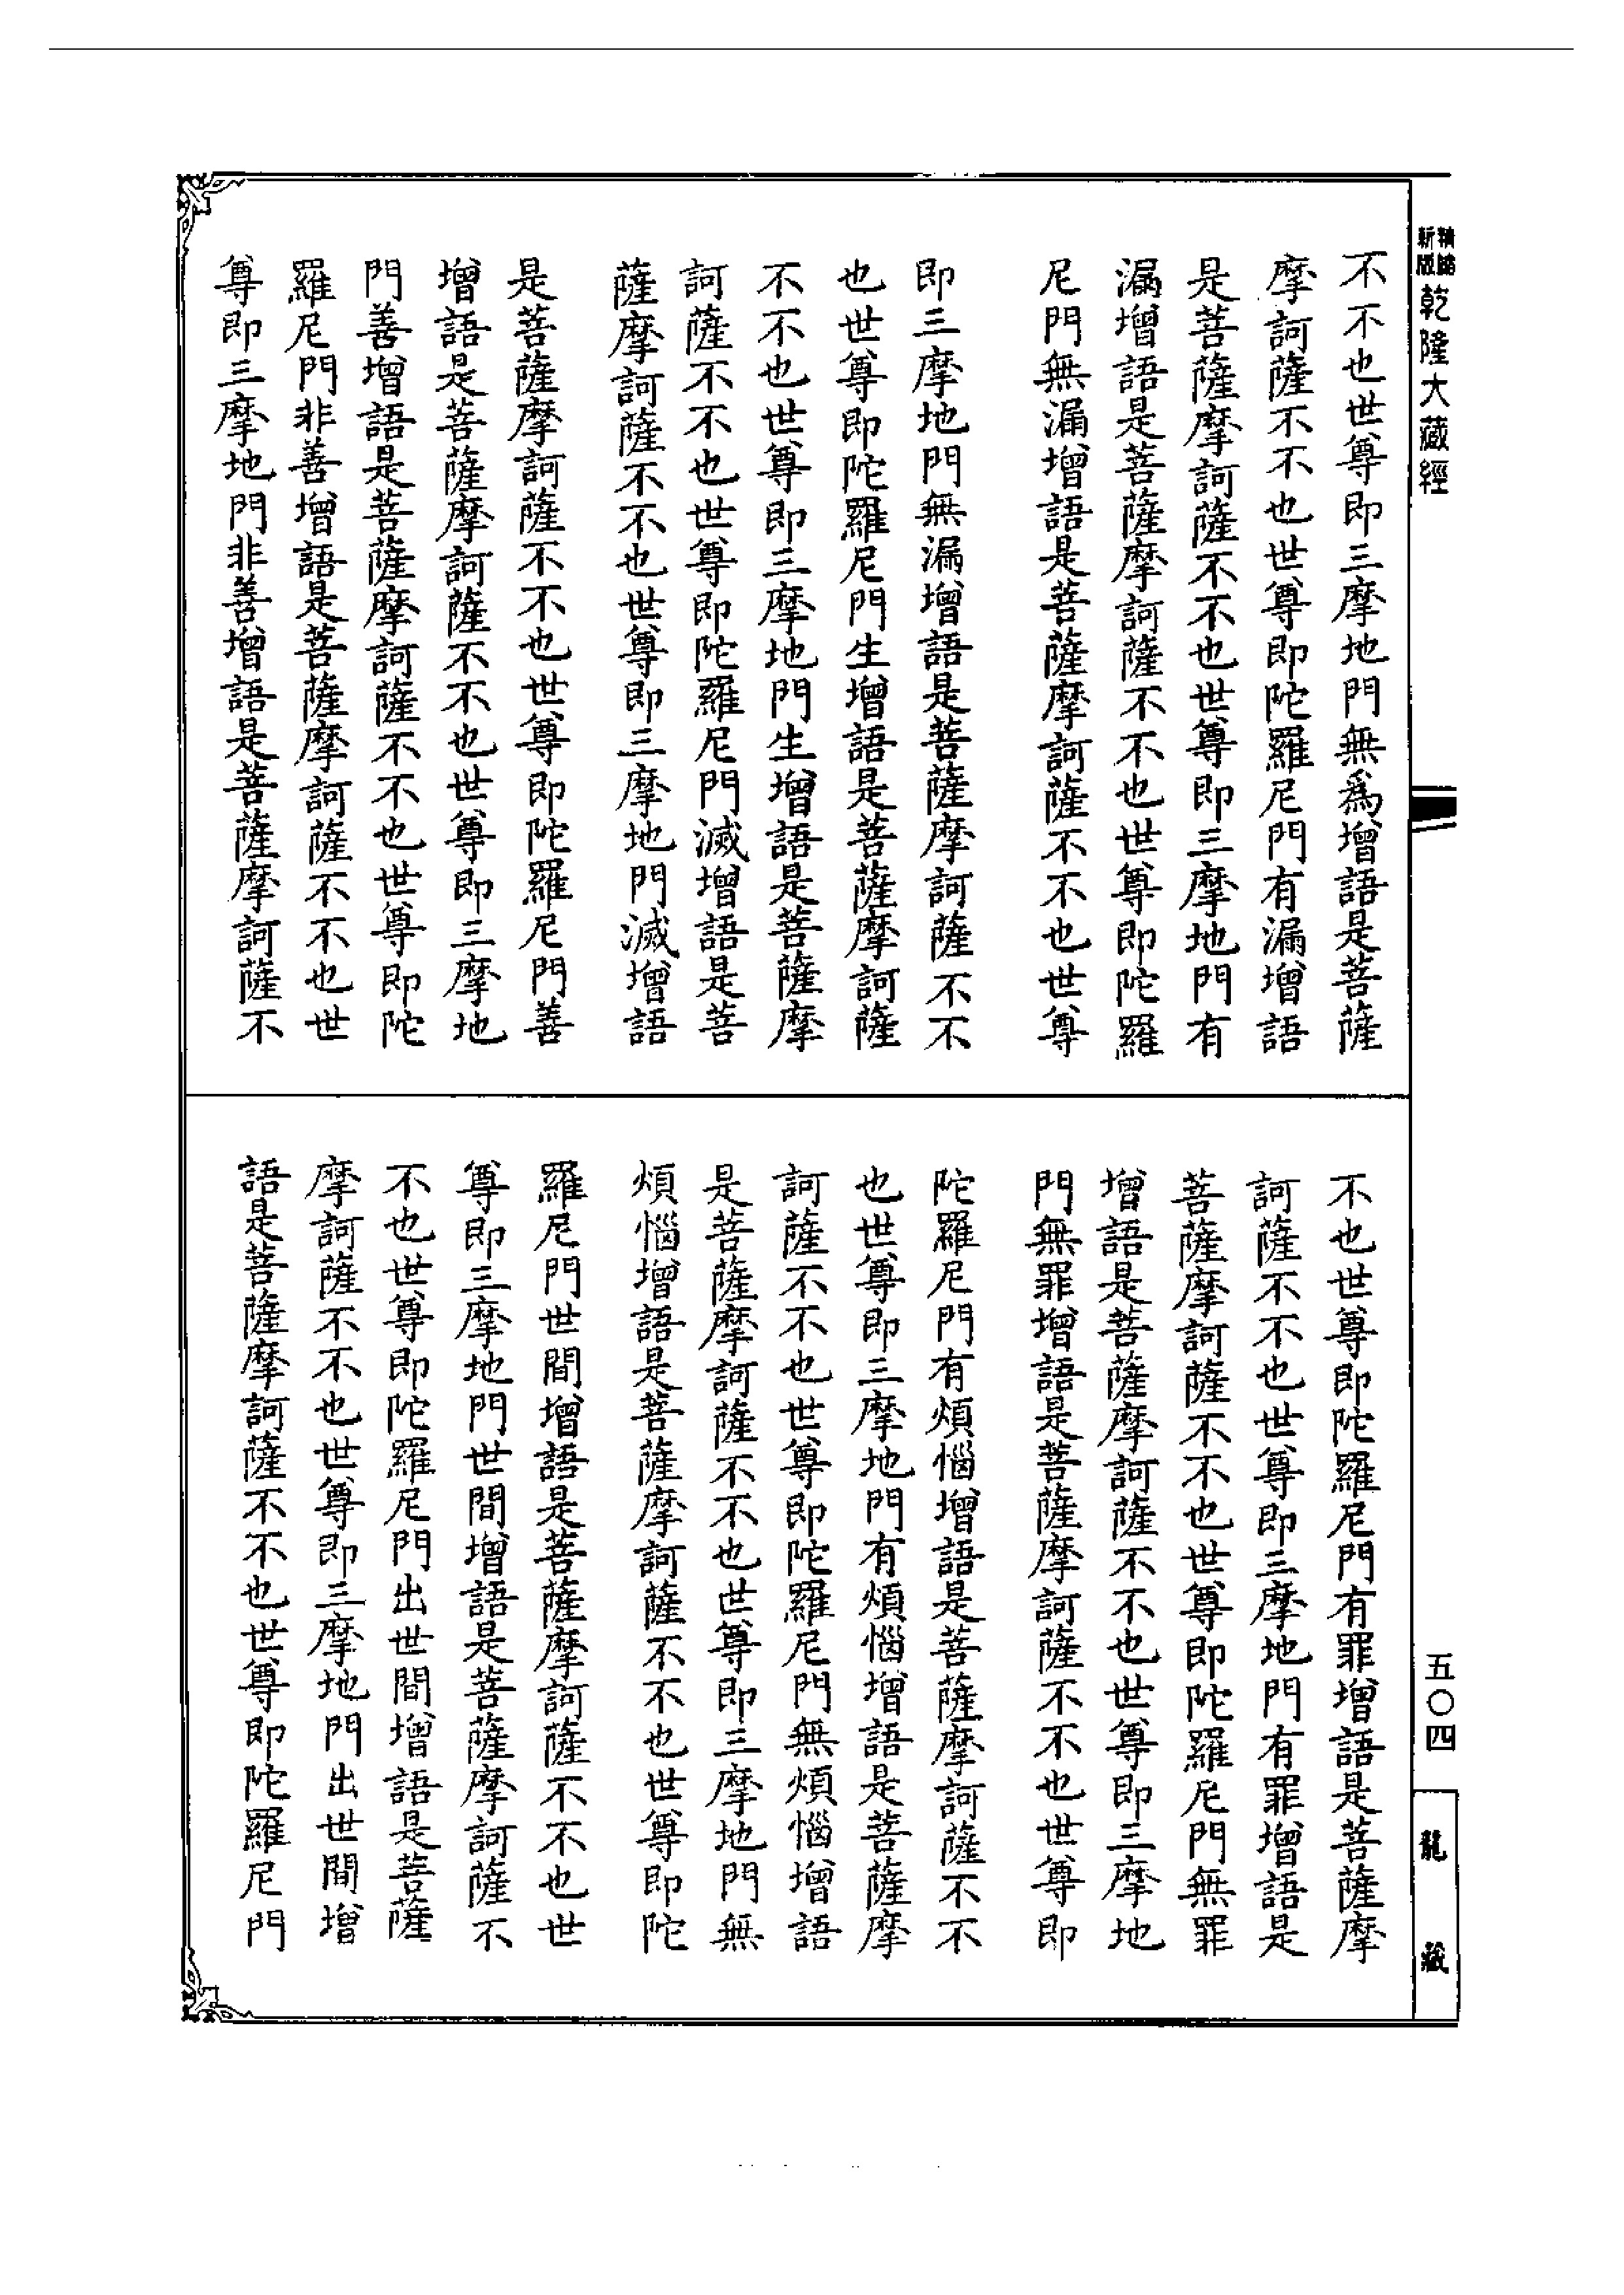 新版
精縮
乾隆大藏經
不不也世尊即三摩地門無爲增語是菩薩
摩訶薩不不也世尊即陀羅尼門有漏增語
是菩薩摩訶薩不不也世尊即三摩地門有
漏增語是菩薩摩訶薩不不也世尊即陀羅
尼門無漏增語是菩薩摩訶薩不不也世尊
即三摩地門無漏增語是菩薩摩訶薩不不
也世尊即陀羅尼門生增語是菩薩摩訶薩
不不也世尊即三摩地門生增語是菩薩摩
訶薩不不也世尊即陀羅尼門滅增語是菩
薩摩訶薩不不也世尊即三摩地門滅增語
是菩薩摩訶薩不不也世尊即陀羅尼門善
增語是菩薩摩訶薩不不也世尊即三摩地
門善增語是菩薩摩訶薩不不也世尊即陀
羅尼門非善增語是菩薩摩訶薩不不也世
尊即三摩地門非善增語是菩薩摩訶薩不
不也世尊即陀羅尼門有罪增語是菩薩摩
訶薩不不也世尊即三摩地門有罪增語是
菩薩摩訶薩不不也世尊即陀羅尼門無罪
增語是菩薩摩訶薩不不也世尊即三摩地
門無罪增語是菩薩摩訶薩不不也世尊即
陀羅尼門有煩惱增語是菩薩摩訶薩不不
也世尊即三摩地門有煩惱增語是菩薩摩
訶薩不不也世尊即陀羅尼門無煩惱增語
是菩薩摩訶薩不不也世尊即三摩地門無
煩惱增語是菩薩摩訶薩不不也世尊即陀
羅尼門世間增語是菩薩摩訶薩不不也世
尊即三摩地門世間增語是菩薩摩訶薩不
不也世尊即陀羅尼門出世間增語是菩薩
摩訶薩不不也世尊即三摩地門出世間增
語是菩薩摩訶薩不不也世尊即陀羅尼門
五〇四
龍藏